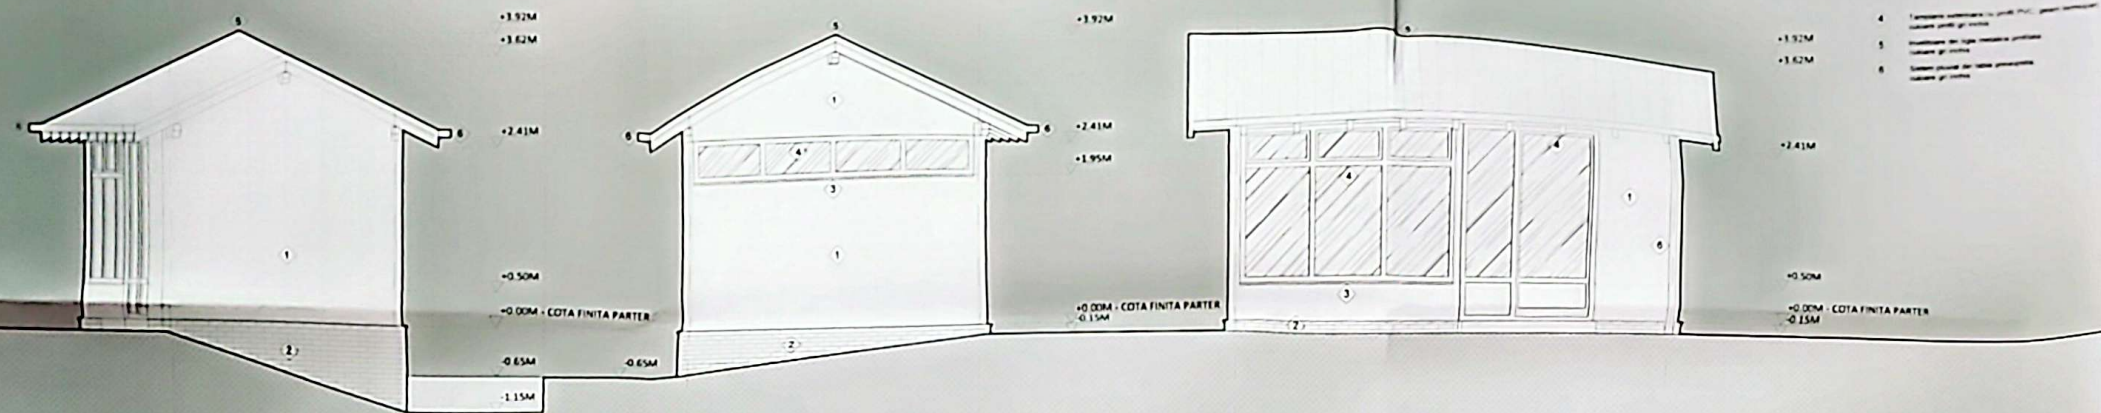 5
+3.92M
+3.62M
6
6
+2.41M
1
+0.50M
+0.00M - COTA FINITA PARTER
2
-0.65M
-1.15M
5
+3.92M
1
6
6
+2.41M
4
+1.95M
3
1
+0.00M - COTA FINITA PARTER
-0.15M
2
-0.65M
5
+3.92M
+3.62M
4
+2.41M
4
1
6
+0.50M
3
+0.00M - COTA FINITA PARTER
-0.15M
2
4
5
6